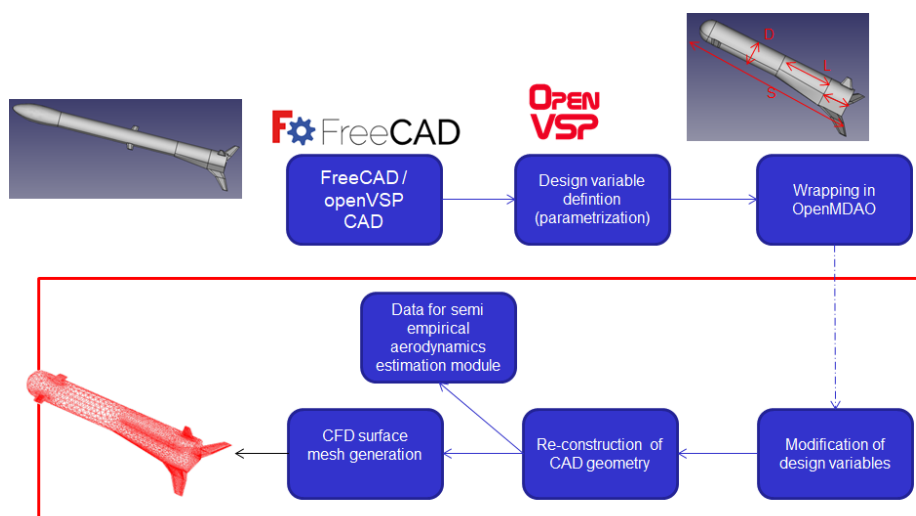 D
L
S
FreeCAD
OPEN
VSP
FreeCAD /
openVSP
CAD
Design variable
defintion
(parametrization)
Wrapping in
OpenMDAO
Data for semi
empirical
aerodynamics
estimation module
CFD surface
mesh generation
Re-construction of
CAD geometry
Modification of
design variables